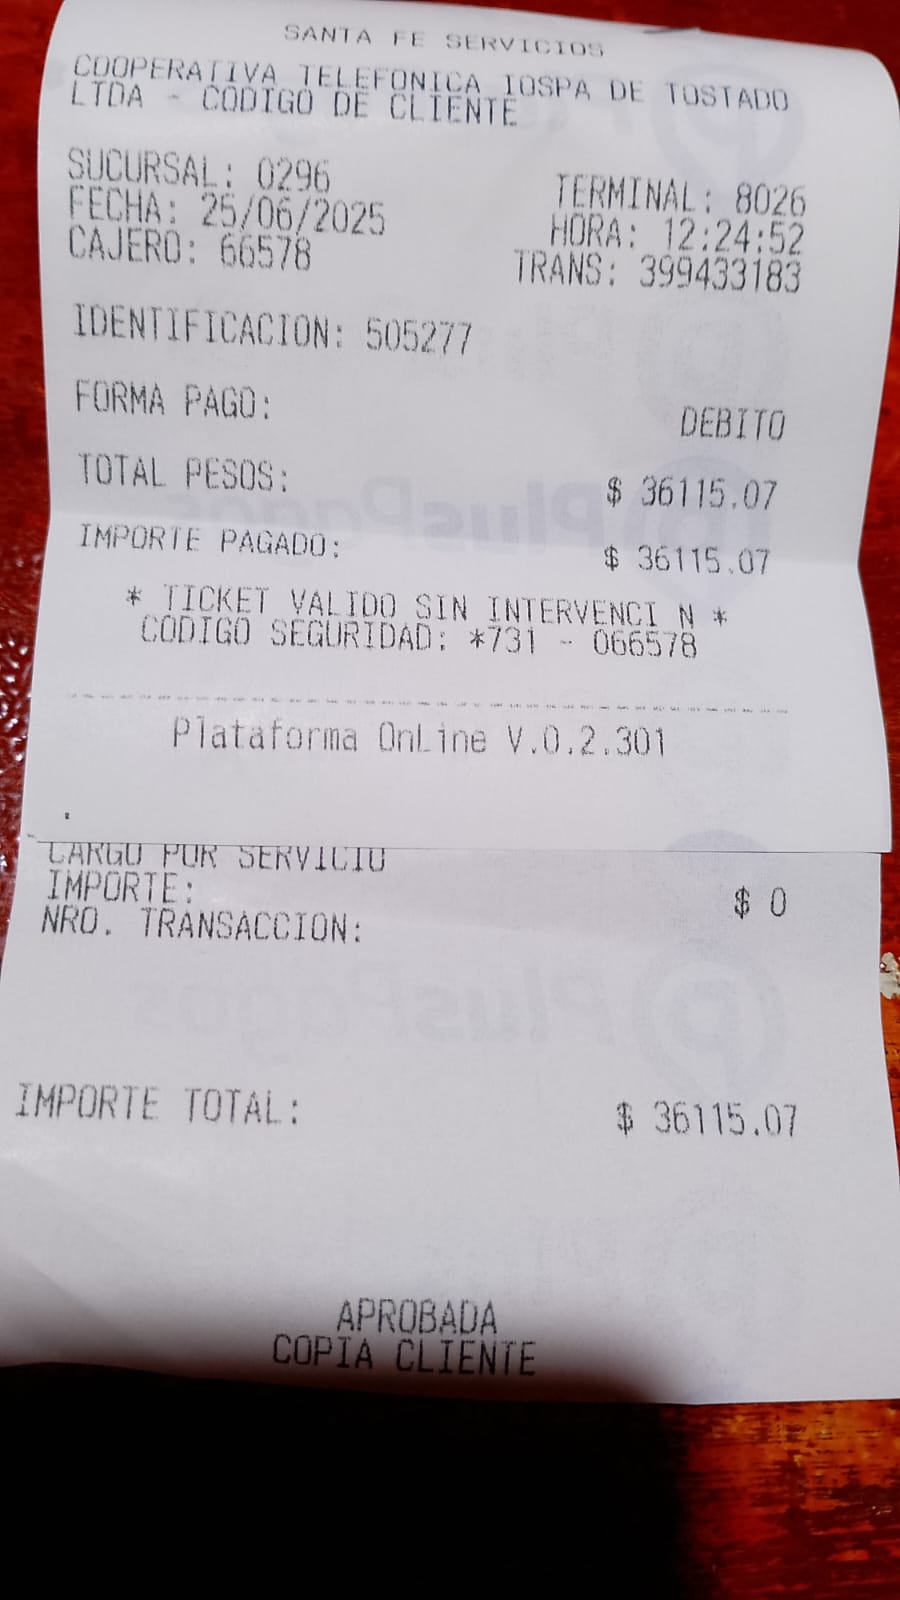 SANTA FE SERVICIOS
COOPERATIVA TELEFONICA IOSPA DE TOSTADO
LTDA - CODIGO DE CLIENTE
SUCURSAL: 0296 TERMINAL: 8026
FECHA: 25/06/2025 HORA: 12:24:52
CAJERO: 66578 TRANS: 399433183
IDENTIFICACION: 505277
FORMA PAGO: DEBITO
TOTAL PESOS: $ 36115.07
IMPORTE PAGADO: $ 36115.07
* TICKET VALIDO SIN INTERVENCI N *
CODIGO SEGURIDAD: *731 - 066578
Plataforma OnLine V.0.2.301
.
CARGO POR SERVICIO
IMPORTE: $ 0
NRO. TRANSACCION:
IMPORTE TOTAL: $ 36115.07
APROBADA
COPIA CLIENTE